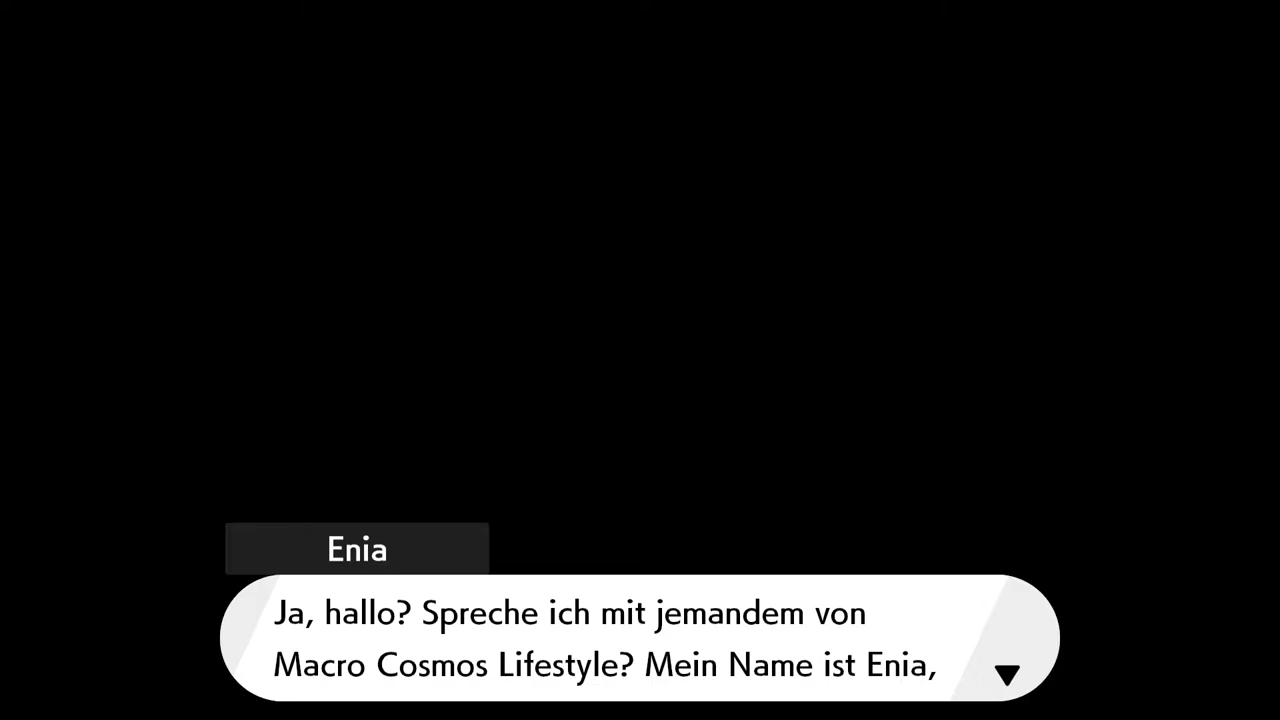 Enia
Ja, hallo? Spreche ich mit jemandem von
Macro Cosmos Lifestyle? Mein Name ist Enia,